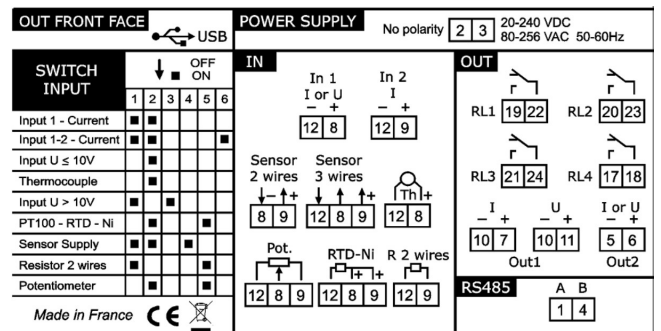 OUT FRONT FACE
USB
POWER SUPPLY
No polarity 2 3 20-240 VDC
80-256 VAC 50-60Hz
SWITCH
INPUT
OFF
ON
1 2 3 4 5 6
Input 1 - Current
Input 1-2 - Current
Input U ≤ 10V
Thermocouple
Input U > 10V
PT100 - RTD - Ni
Sensor Supply
Resistor 2 wires
Potentiometer
Made in France CE
IN
In 1
I or U
- +
12 8
In 2
I
- +
12 9
Sensor
2 wires
- +
8 9
Sensor
3 wires
+
12 8 9
Th +
12 8
Pot.
12 8 9
RTD-Ni
+ +
12 8 9
R 2 wires
12 9
OUT
RL1 19 22
RL2 20 23
RL3 21 24
RL4 17 18
I
- +
10 7
U
- +
10 11
Out1
I or U
- +
5 6
Out2
RS485
A B
1 4